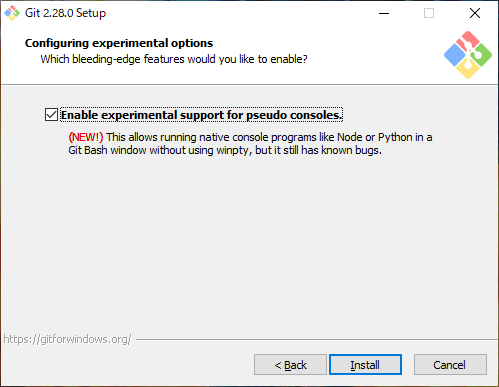 Git 2.28.0 Setup
Configuring experimental options
Which bleeding-edge features would you like to enable?
Enable experimental support for pseudo consoles.
(NEW!) This allows running native console programs like Node or Python in a
Git Bash window without using winpty, but it still has known bugs.
https://gitforwindows.org/
< Back
Install
Cancel